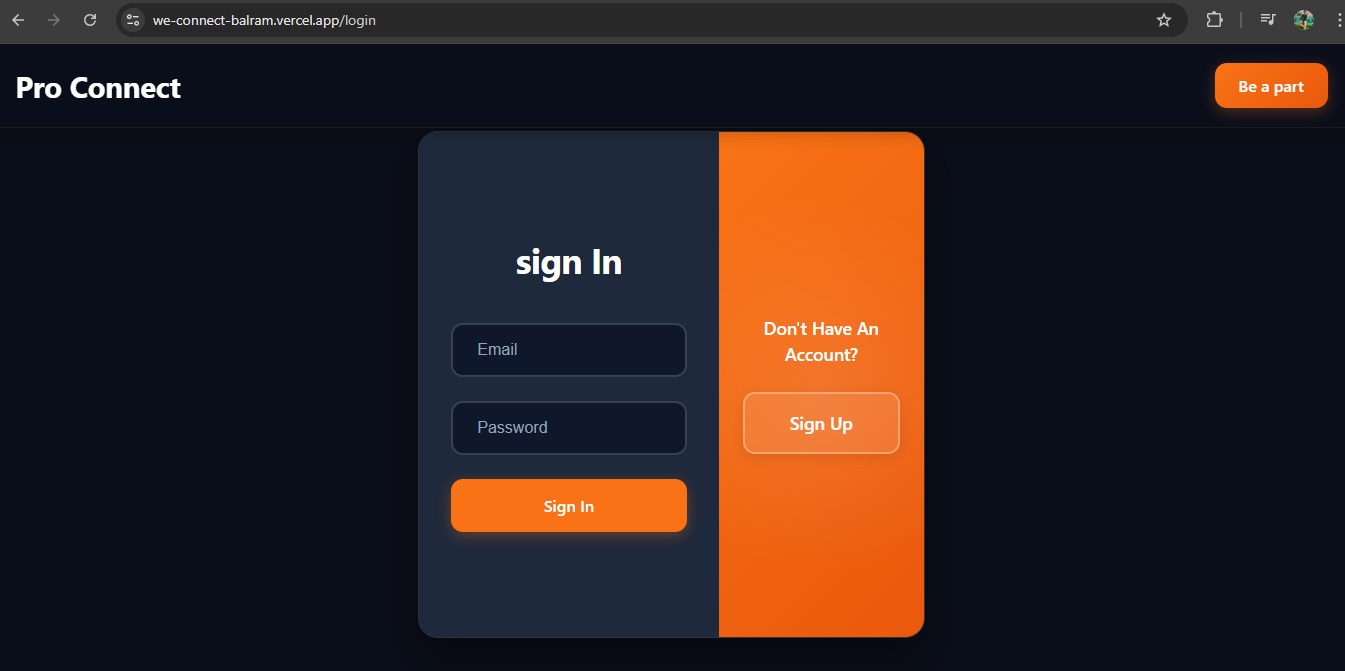 we-connect-balram.vercel.app/login
Pro Connect
Be a part
sign In
Email
Password
Sign In
Don't Have An
Account?
Sign Up